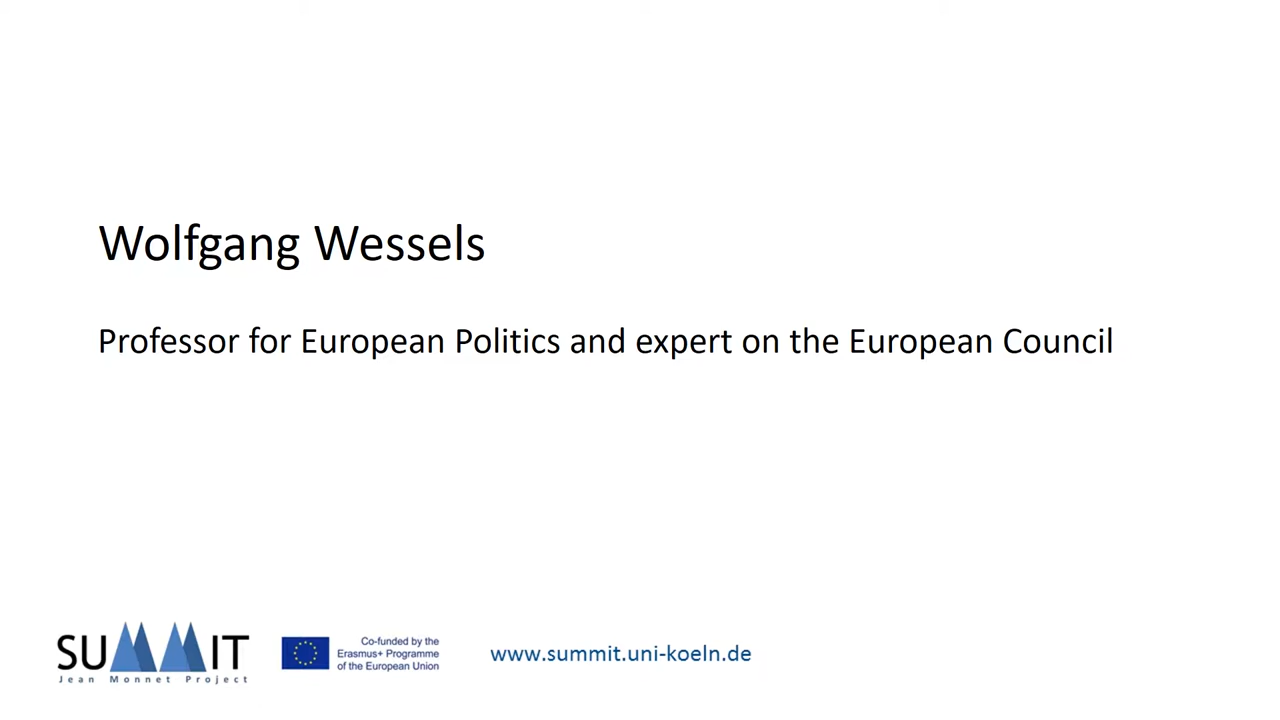 Wolfgang Wessels
Professor for European Politics and expert on the European Council
SUMMIT
Jean Monnet Project
Co-funded by the
Erasmus+ Programme
of the European Union
www.summit.uni-koeln.de